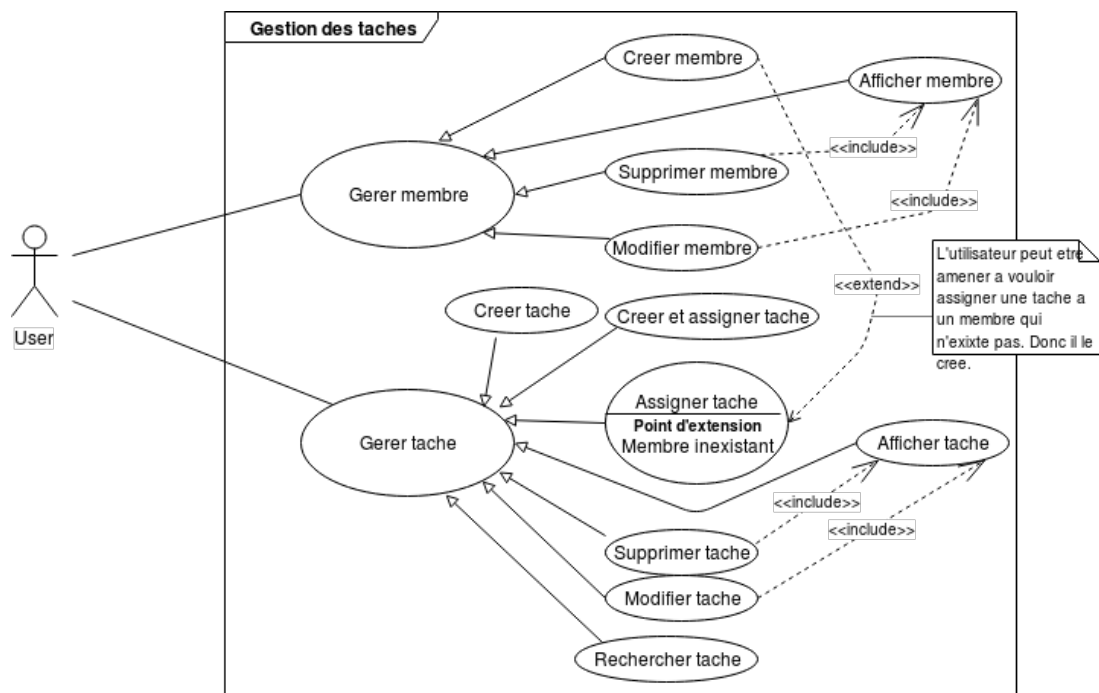 Gestion des taches
Creer membre
Afficher membre
<<include>>
Supprimer membre
Gerer membre
<<include>>
Modifier membre
L'utilisateur peut etre
amener a vouloir
assigner une tache a
un membre qui
n'exixte pas. Donc il le
cree.
<<extend>>
User
Creer tache
Creer et assigner tache
Assigner tache
Point d'extension
Membre inexistant
Gerer tache
Afficher tache
<<include>>
<<include>>
Supprimer tache
Modifier tache
Rechercher tache